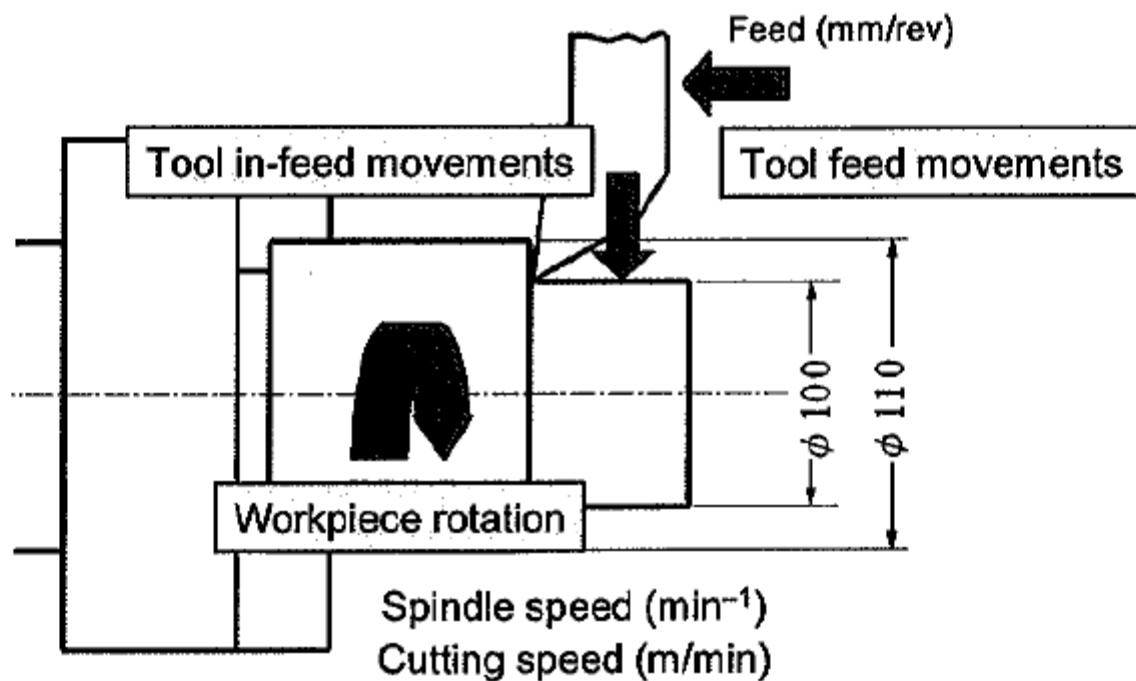 Feed (mm/rev)
Tool in-feed movements
Tool feed movements
ϕ 100
ϕ 110
Workpiece rotation
Spindle speed (min⁻¹)
Cutting speed (m/min)